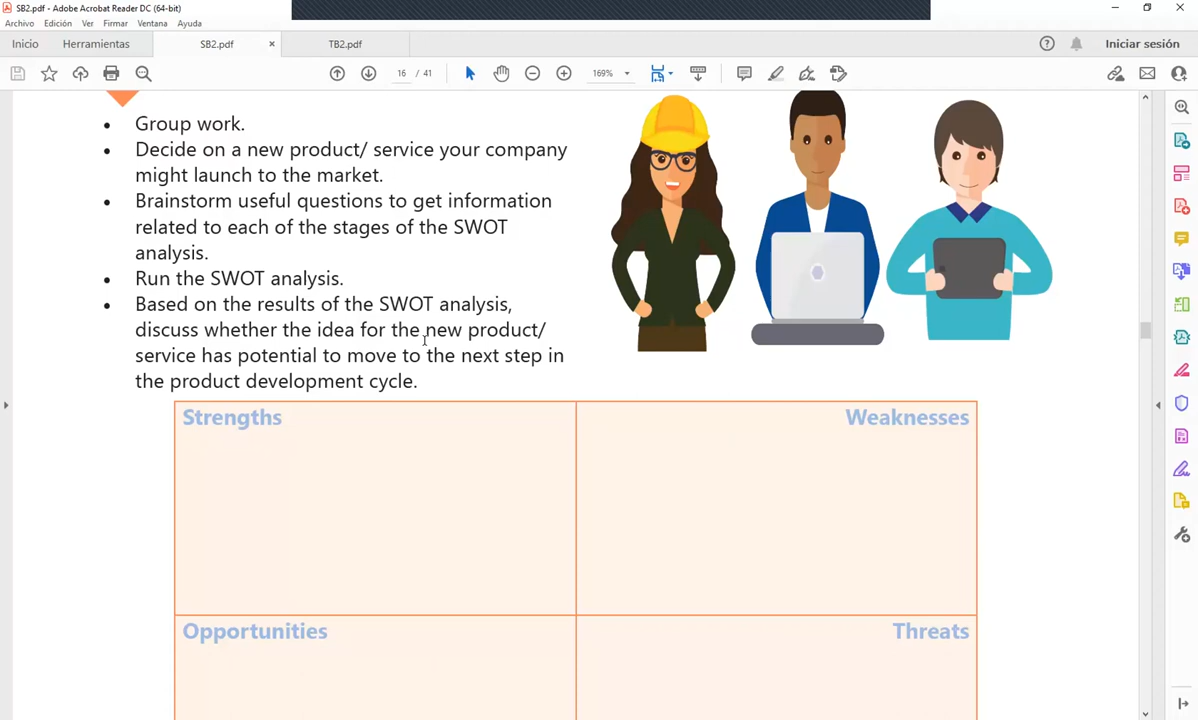 SB2.pdf - Adobe Acrobat Reader DC (64-bit)
Archivo Edición Ver Firmar Ventana Ayuda
Inicio Herramientas SB2.pdf × TB2.pdf Iniciar sesión
16 / 41 169%
• Group work.
• Decide on a new product/ service your company
might launch to the market.
• Brainstorm useful questions to get information
related to each of the stages of the SWOT
analysis.
• Run the SWOT analysis.
• Based on the results of the SWOT analysis,
discuss whether the idea for the new product/
service has potential to move to the next step in
the product development cycle.
Strengths Weaknesses
Opportunities Threats